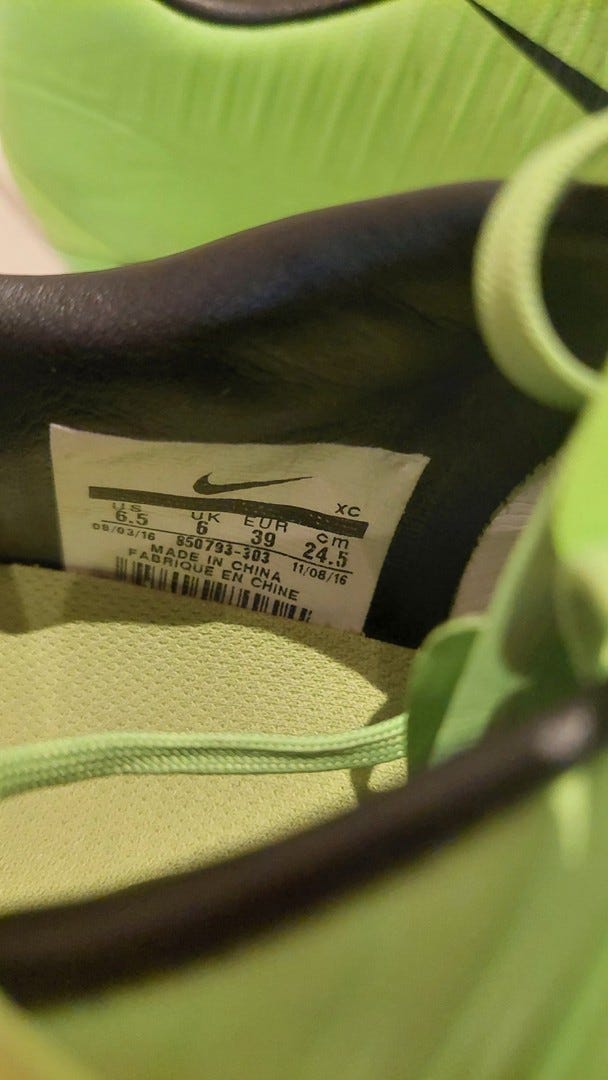 XC
US UK EUR cm
6.5 6 39 24.5
08/03/16 850793-303 11/08/16
MADE IN CHINA
FABRIQUE EN CHINE